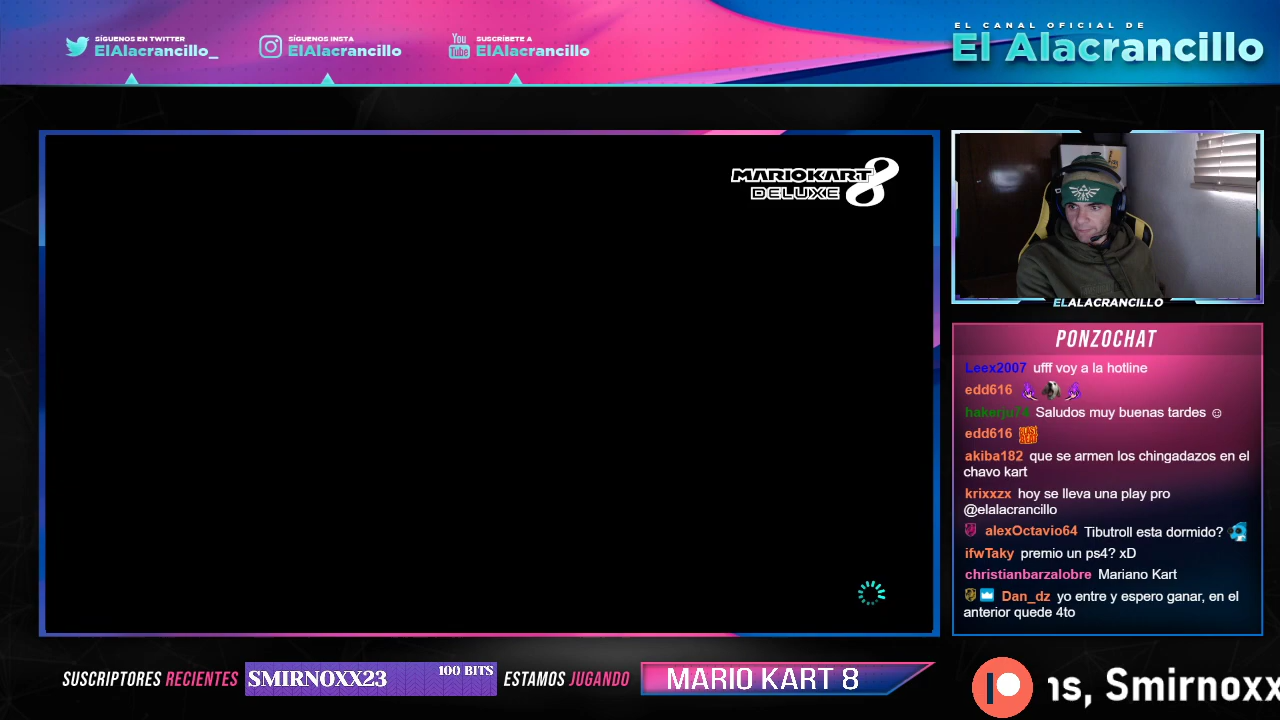 SÍGUENOS EN TWITTER
ElAlacrancillo_
SÍGUENOS INSTA
ElAlacrancillo
You Tube
SUSCRÍBETE A
ElAlacrancillo
EL CANAL OFICIAL DE
El Alacrancillo
MARIOKART 8
DELUXE
ELALACRANCILLO
PONZOCHAT
Leex2007 ufff voy a la hotline
edd616
hakerju74 Saludos muy buenas tardes ☺
edd616
akiba182 que se armen los chingadazos en el
chavo kart
krixxzx hoy se lleva una play pro
@elalacrancillo
alexOctavio64 Tibutroll esta dormido?
ifwTaky premio un ps4? xD
christianbarzalobre Mariano Kart
Dan_dz yo entre y espero ganar, en el
anterior quede 4to
SUSCRIPTORES RECIENTES
SMIRNOXX23
100 BITS
ESTAMOS JUGANDO
MARIO KART 8
ns, Smirnoxx